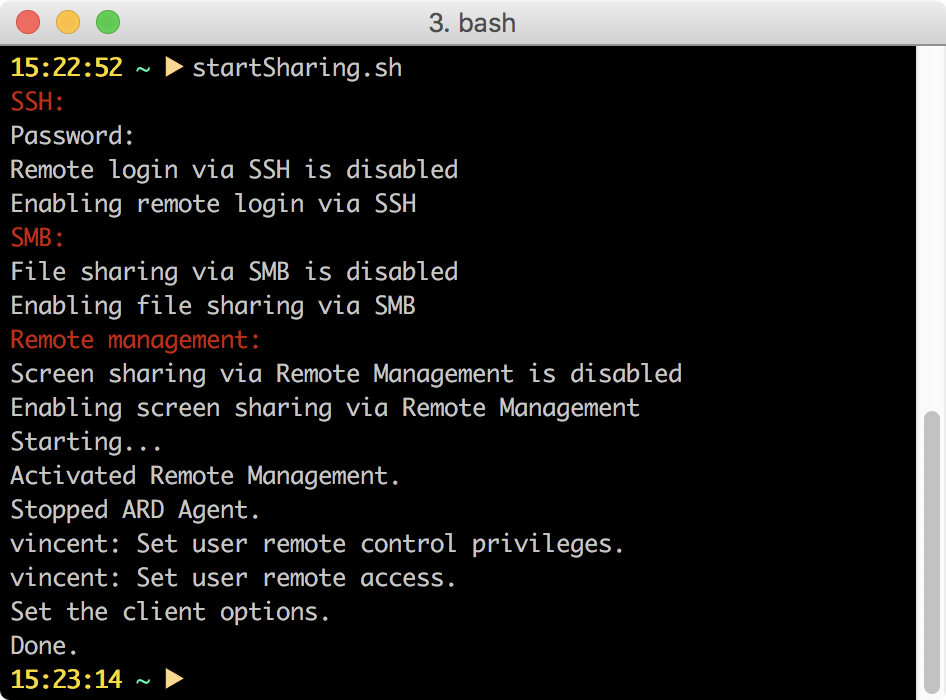 3. bash
15:22:52 ~ ▶ startSharing.sh
SSH:
Password:
Remote login via SSH is disabled
Enabling remote login via SSH
SMB:
File sharing via SMB is disabled
Enabling file sharing via SMB
Remote management:
Screen sharing via Remote Management is disabled
Enabling screen sharing via Remote Management
Starting...
Activated Remote Management.
Stopped ARD Agent.
vincent: Set user remote control privileges.
vincent: Set user remote access.
Set the client options.
Done.
15:23:14 ~ ▶